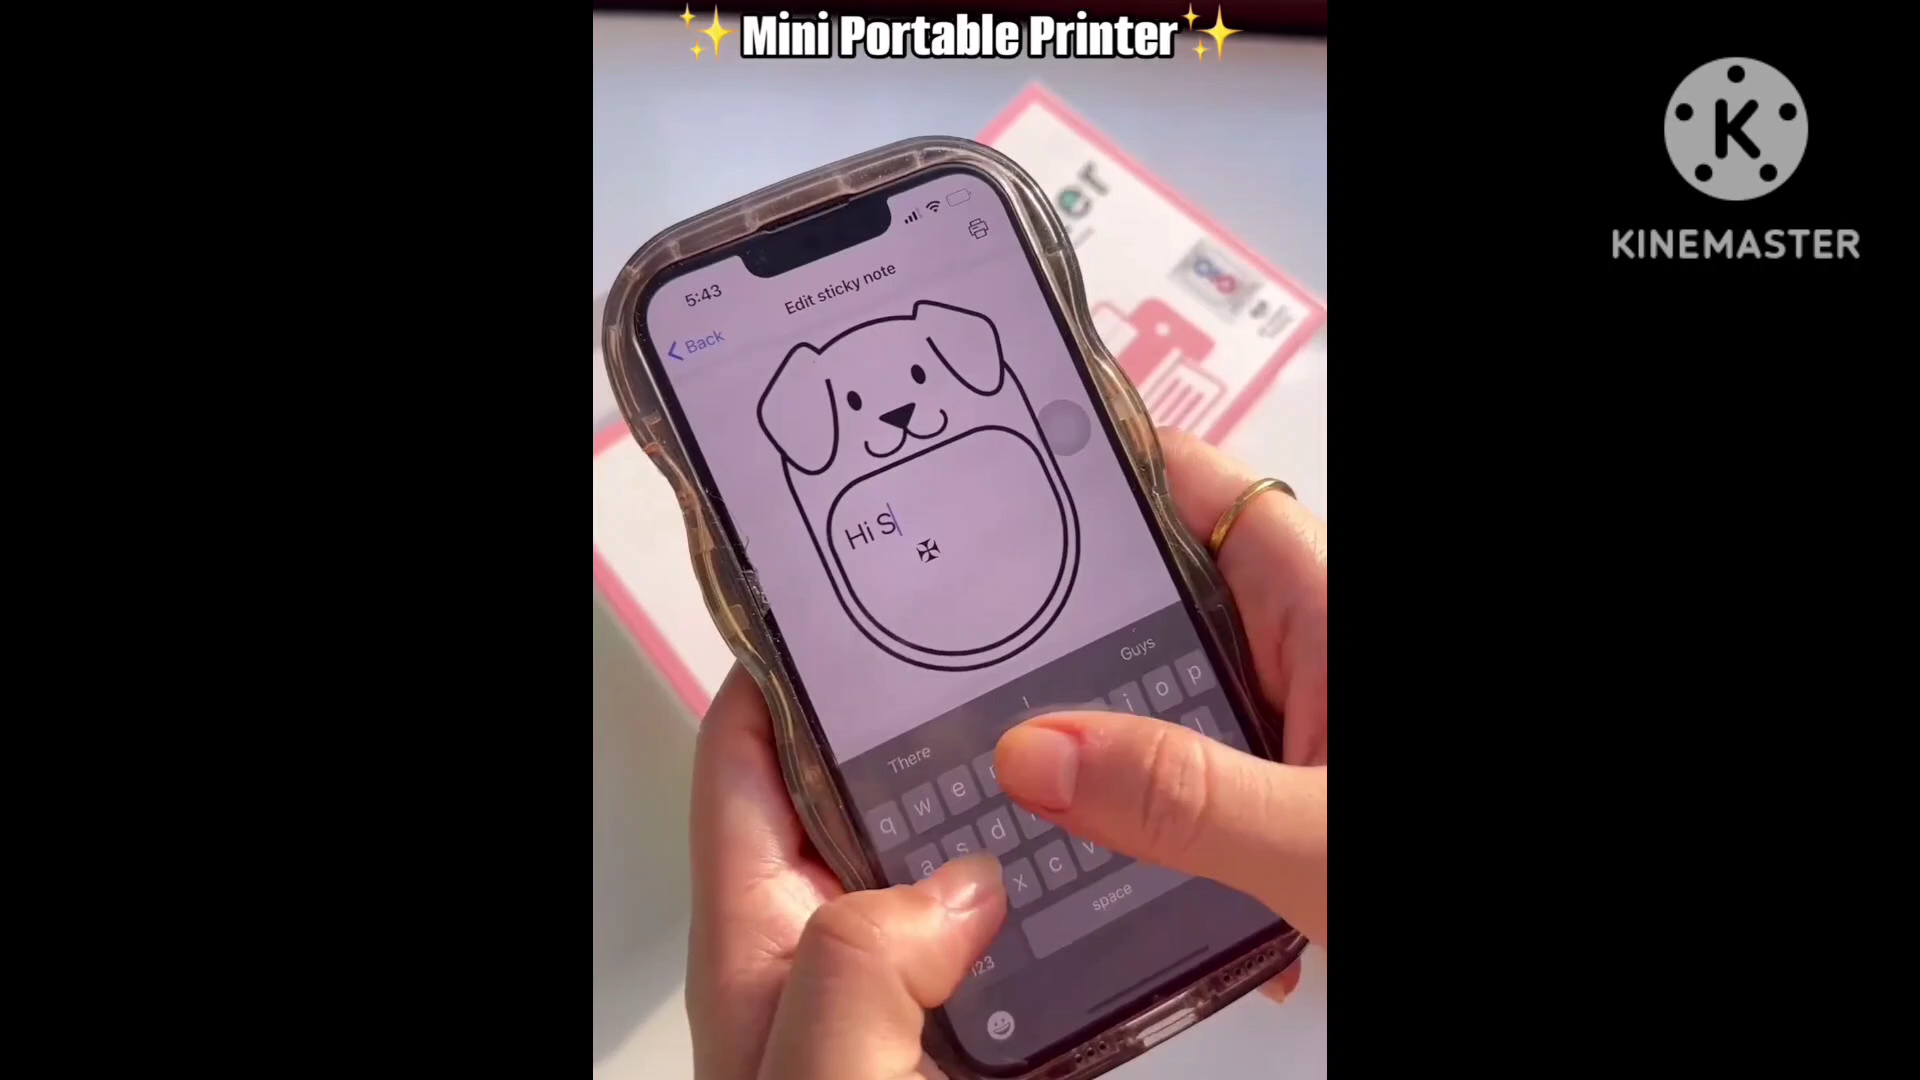 ✨Mini Portable Printer✨
KINEMASTER
5:43
Edit sticky note
Back
Hi S
Guys
There
q w e
i o p
a s d
x c v
space
123